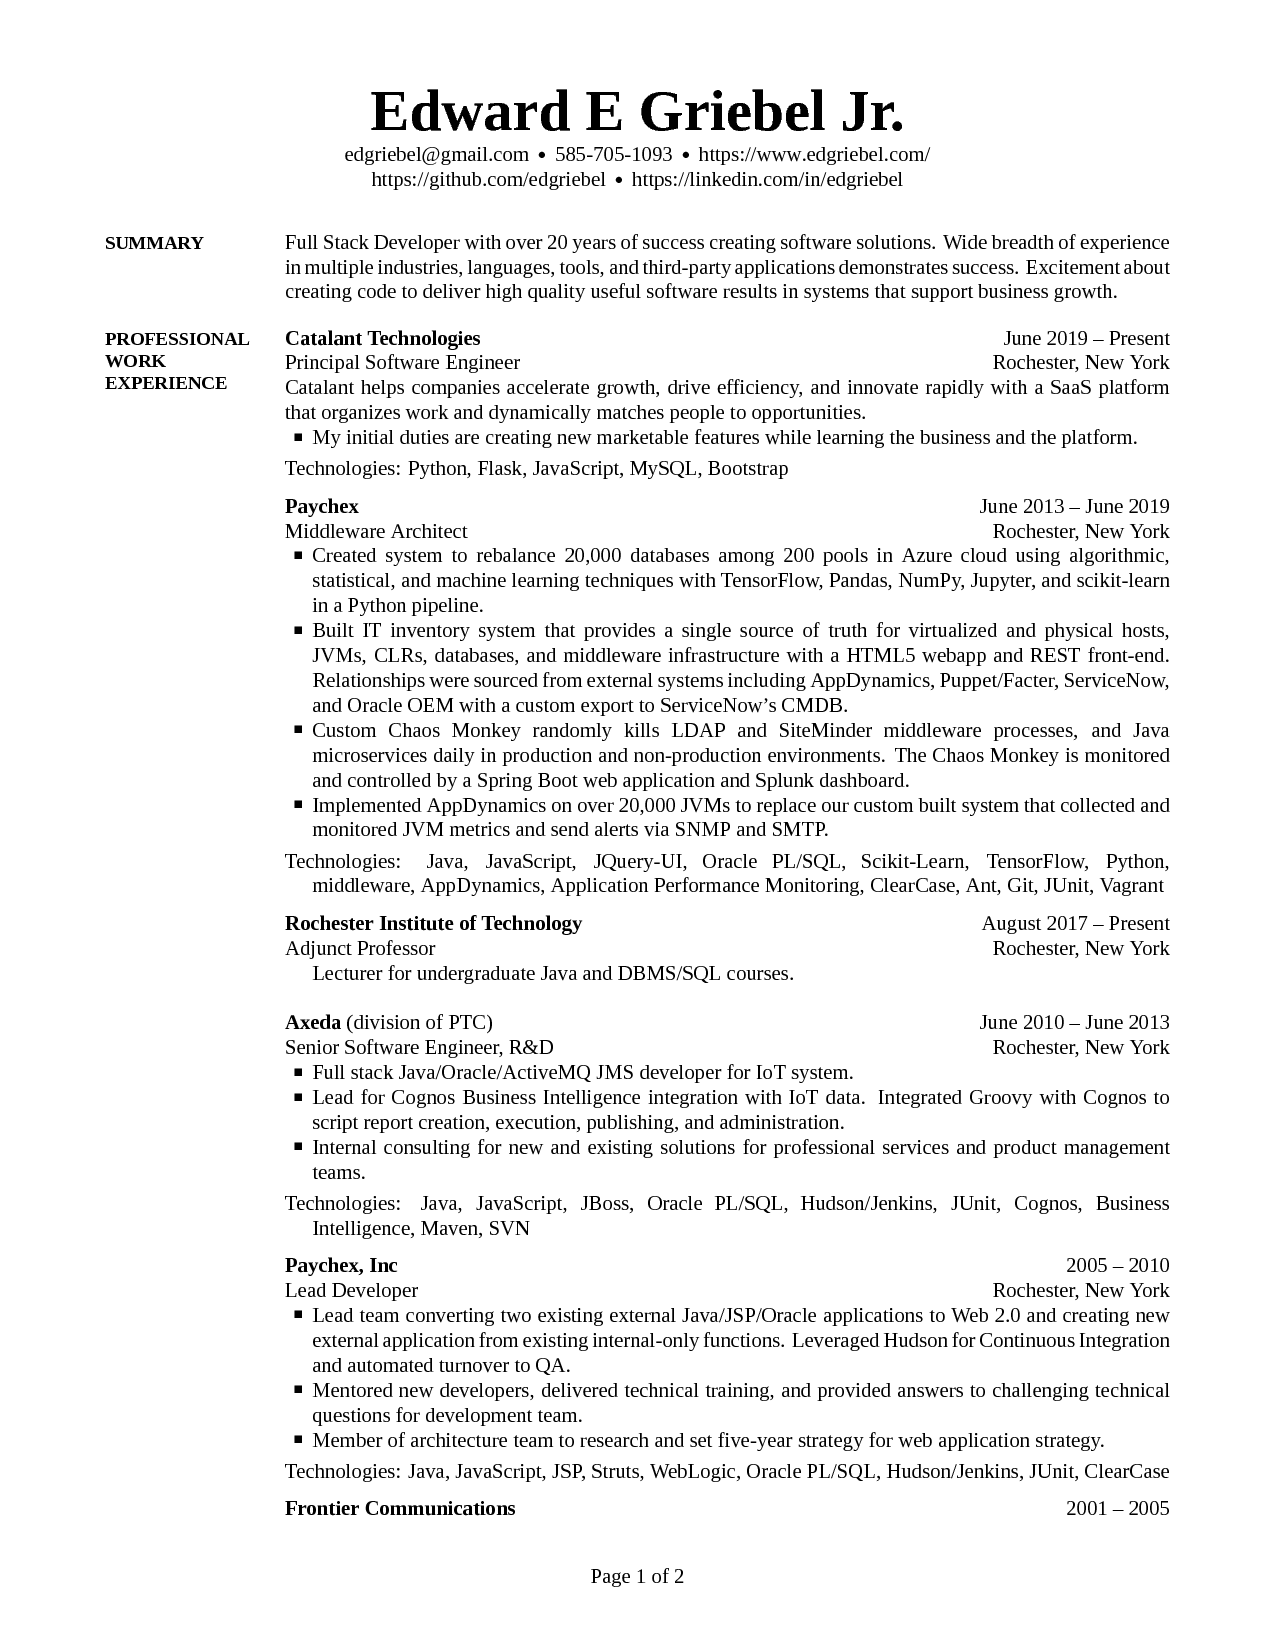 Edward E Griebel Jr.
edgriebel@gmail.com • 585-705-1093 • https://www.edgriebel.com/
https://github.com/edgriebel • https://linkedin.com/in/edgriebel
SUMMARY
Full Stack Developer with over 20 years of success creating software solutions. Wide breadth of experience
in multiple industries, languages, tools, and third-party applications demonstrates success. Excitement about
creating code to deliver high quality useful software results in systems that support business growth.
PROFESSIONAL
WORK
EXPERIENCE
Catalant Technologies June 2019 – Present
Principal Software Engineer Rochester, New York
Catalant helps companies accelerate growth, drive efficiency, and innovate rapidly with a SaaS platform
that organizes work and dynamically matches people to opportunities.
▪ My initial duties are creating new marketable features while learning the business and the platform.
Technologies: Python, Flask, JavaScript, MySQL, Bootstrap
Paychex June 2013 – June 2019
Middleware Architect Rochester, New York
▪ Created system to rebalance 20,000 databases among 200 pools in Azure cloud using algorithmic,
statistical, and machine learning techniques with TensorFlow, Pandas, NumPy, Jupyter, and scikit-learn
in a Python pipeline.
▪ Built IT inventory system that provides a single source of truth for virtualized and physical hosts,
JVMs, CLRs, databases, and middleware infrastructure with a HTML5 webapp and REST front-end.
Relationships were sourced from external systems including AppDynamics, Puppet/Facter, ServiceNow,
and Oracle OEM with a custom export to ServiceNow’s CMDB.
▪ Custom Chaos Monkey randomly kills LDAP and SiteMinder middleware processes, and Java
microservices daily in production and non-production environments. The Chaos Monkey is monitored
and controlled by a Spring Boot web application and Splunk dashboard.
▪ Implemented AppDynamics on over 20,000 JVMs to replace our custom built system that collected and
monitored JVM metrics and send alerts via SNMP and SMTP.
Technologies: Java, JavaScript, JQuery-UI, Oracle PL/SQL, Scikit-Learn, TensorFlow, Python,
middleware, AppDynamics, Application Performance Monitoring, ClearCase, Ant, Git, JUnit, Vagrant
Rochester Institute of Technology August 2017 – Present
Adjunct Professor Rochester, New York
Lecturer for undergraduate Java and DBMS/SQL courses.
Axeda (division of PTC) June 2010 – June 2013
Senior Software Engineer, R&D Rochester, New York
▪ Full stack Java/Oracle/ActiveMQ JMS developer for IoT system.
▪ Lead for Cognos Business Intelligence integration with IoT data. Integrated Groovy with Cognos to
script report creation, execution, publishing, and administration.
▪ Internal consulting for new and existing solutions for professional services and product management
teams.
Technologies: Java, JavaScript, JBoss, Oracle PL/SQL, Hudson/Jenkins, JUnit, Cognos, Business
Intelligence, Maven, SVN
Paychex, Inc 2005 – 2010
Lead Developer Rochester, New York
▪ Lead team converting two existing external Java/JSP/Oracle applications to Web 2.0 and creating new
external application from existing internal-only functions. Leveraged Hudson for Continuous Integration
and automated turnover to QA.
▪ Mentored new developers, delivered technical training, and provided answers to challenging technical
questions for development team.
▪ Member of architecture team to research and set five-year strategy for web application strategy.
Technologies: Java, JavaScript, JSP, Struts, WebLogic, Oracle PL/SQL, Hudson/Jenkins, JUnit, ClearCase
Frontier Communications 2001 – 2005
Page 1 of 2